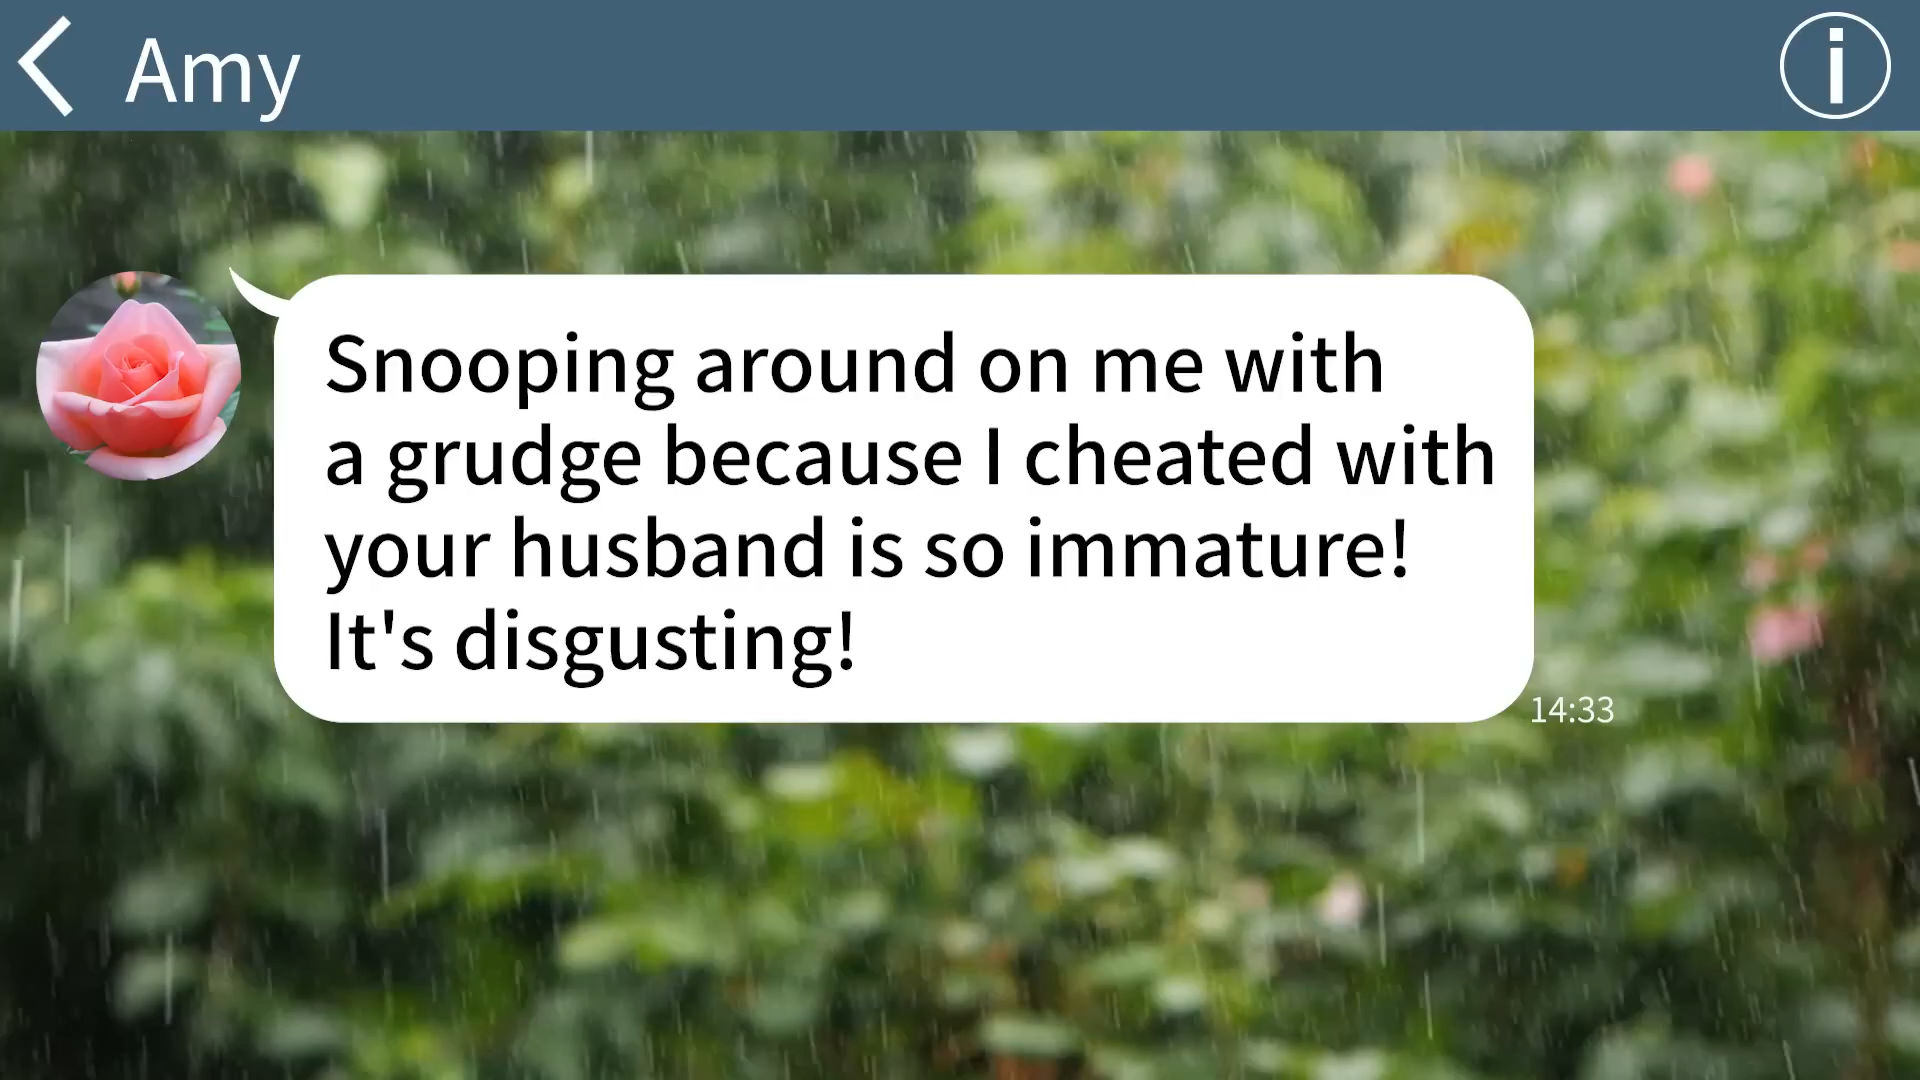 Amy
Snooping around on me with
a grudge because I cheated with
your husband is so immature!
It's disgusting!
14:33